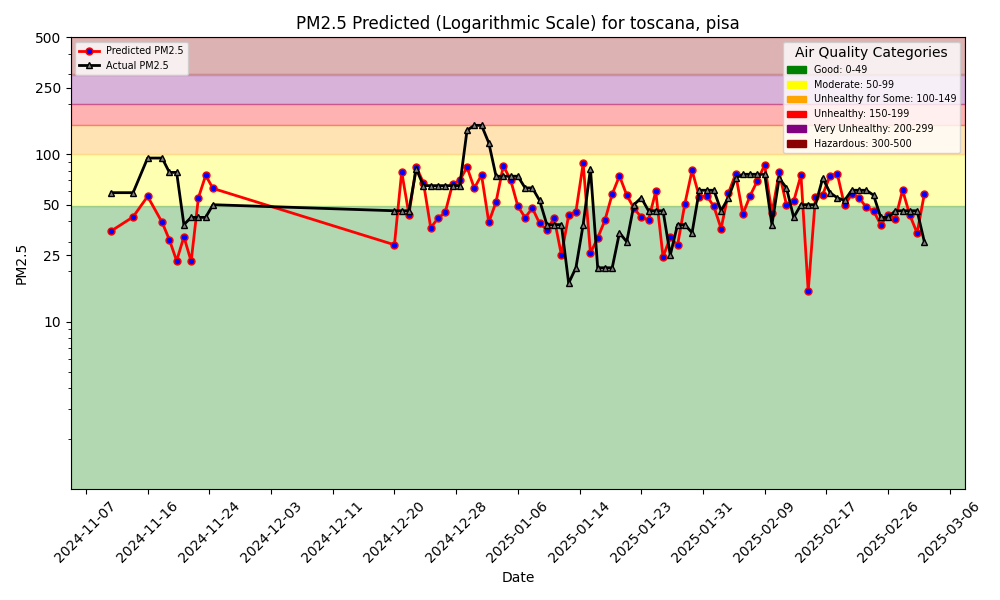 PM2.5 Predicted (Logarithmic Scale) for toscana, pisa
500
250
100
50
25
10
PM2.5
Predicted PM2.5
Actual PM2.5
Air Quality Categories
Good: 0-49
Moderate: 50-99
Unhealthy for Some: 100-149
Unhealthy: 150-199
Very Unhealthy: 200-299
Hazardous: 300-500
2024-11-07
2024-11-16
2024-11-24
2024-12-03
2024-12-11
2024-12-20
2024-12-28
2025-01-06
2025-01-14
2025-01-23
2025-01-31
2025-02-09
2025-02-17
2025-02-26
2025-03-06
Date